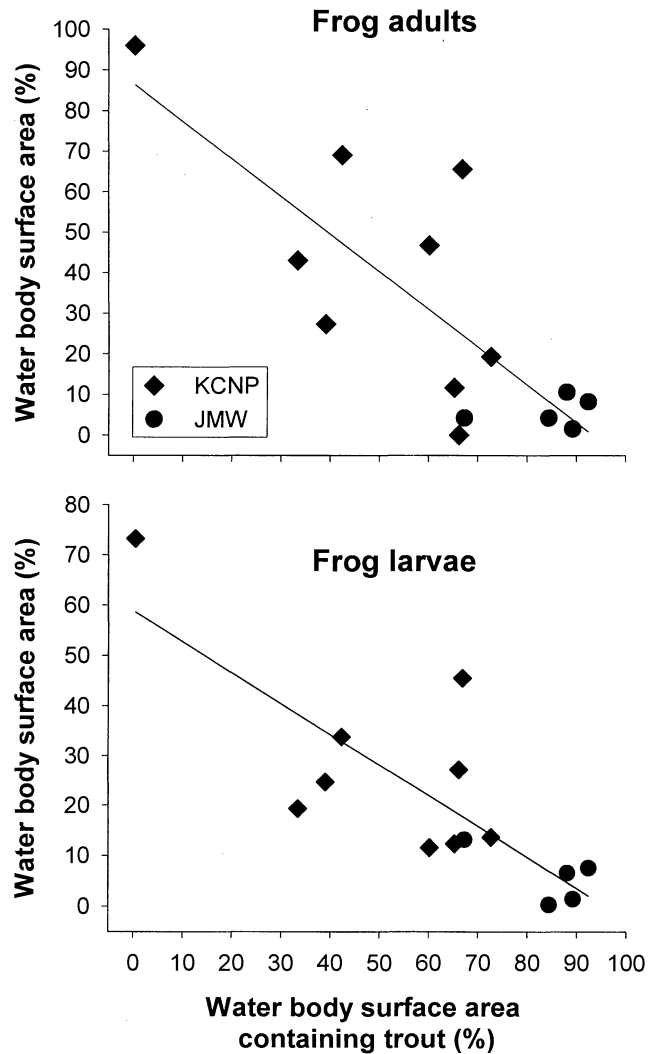 Frog adults
Water body surface area (%)
100
90
80
70
60
50
40
30
20
10
0
KCNP
JMW
Frog larvae
Water body surface area (%)
80
70
60
50
40
30
20
10
0
0 10 20 30 40 50 60 70 80 90 100
Water body surface area
containing trout (%)